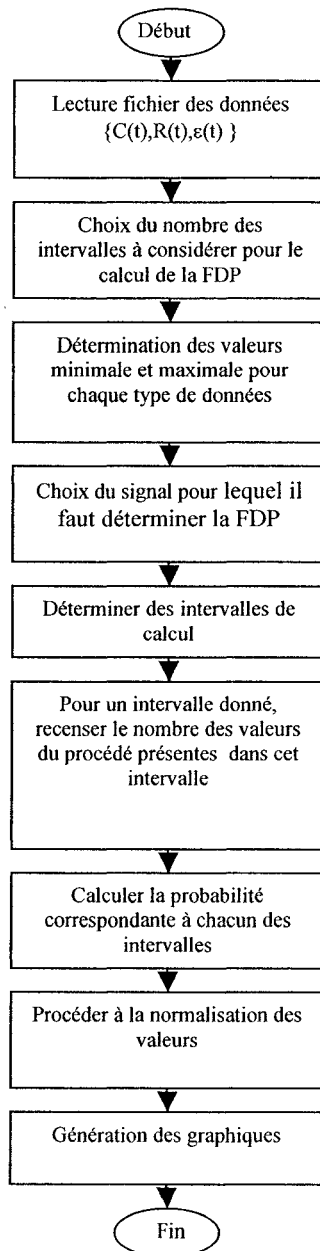 Début
Lecture fichier des données
{C(t),R(t),ε(t) }
Choix du nombre des
intervalles à considérer pour le
calcul de la FDP
Détermination des valeurs
minimale et maximale pour
chaque type de données
Choix du signal pour lequel il
faut déterminer la FDP
Déterminer des intervalles de
calcul
Pour un intervalle donné,
recenser le nombre des valeurs
du procédé présentes dans cet
intervalle
Calculer la probabilité
correspondante à chacun des
intervalles
Procéder à la normalisation des
valeurs
Génération des graphiques
Fin